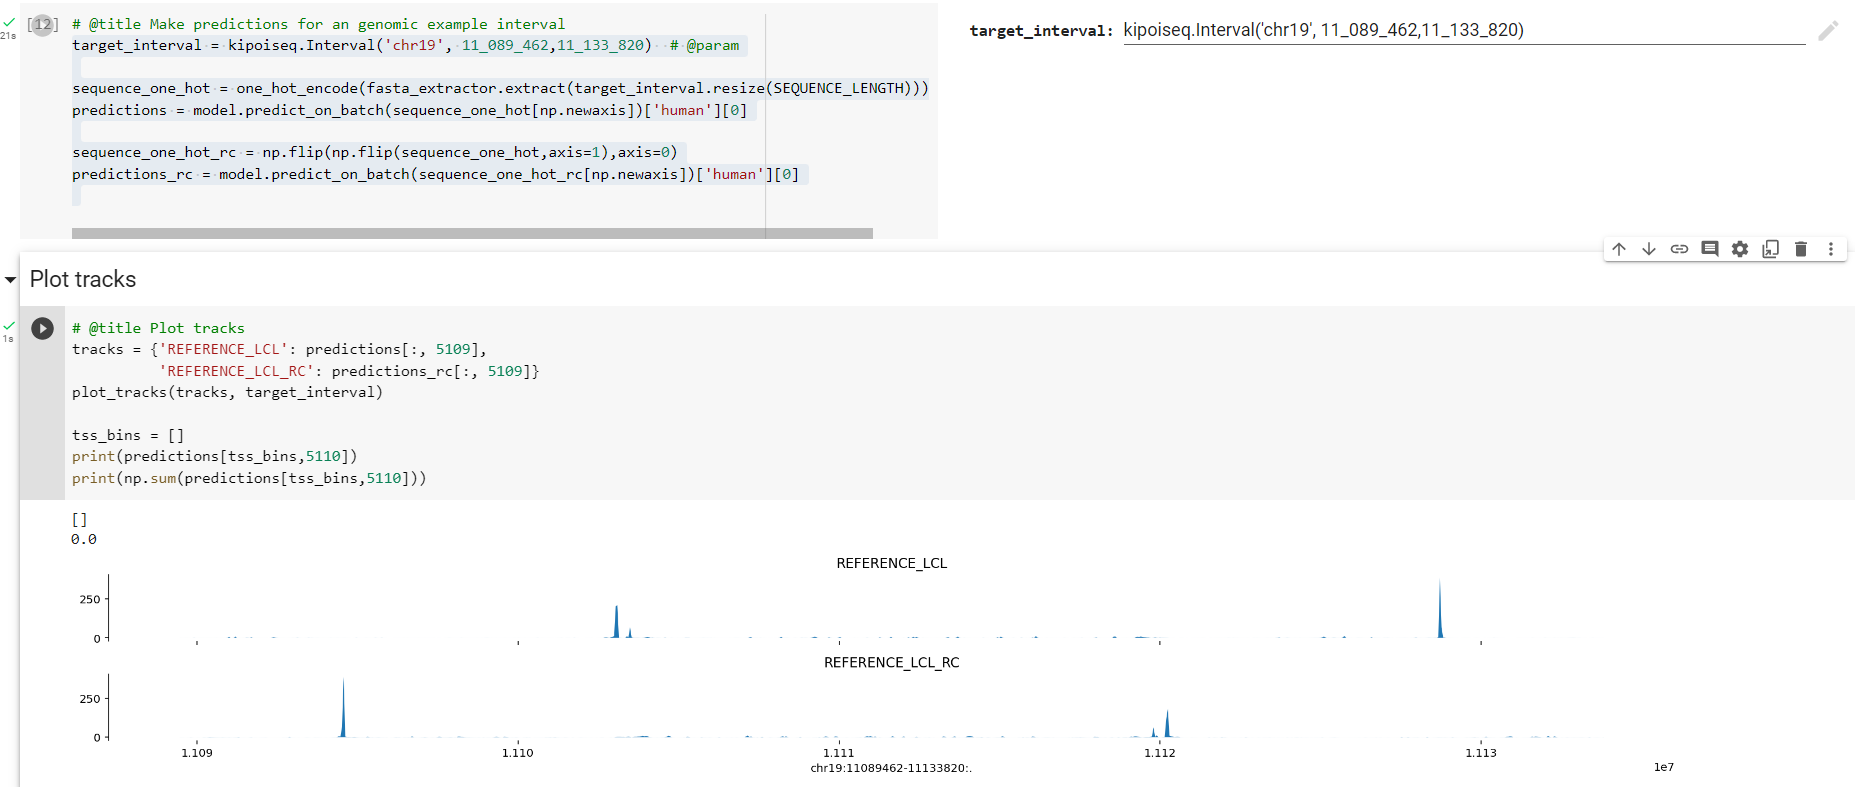 [12]
21s
# @title Make predictions for an genomic example interval
target_interval = kipoiseq.Interval('chr19', 11_089_462,11_133_820)  # @param
sequence_one_hot = one_hot_encode(fasta_extractor.extract(target_interval.resize(SEQUENCE_LENGTH)))
predictions = model.predict_on_batch(sequence_one_hot[np.newaxis])['human'][0]
sequence_one_hot_rc = np.flip(np.flip(sequence_one_hot,axis=1),axis=0)
predictions_rc = model.predict_on_batch(sequence_one_hot_rc[np.newaxis])['human'][0]
target_interval: kipoiseq.Interval('chr19', 11_089_462,11_133_820)
Plot tracks
1s
# @title Plot tracks
tracks = {'REFERENCE_LCL': predictions[:, 5109],
          'REFERENCE_LCL_RC': predictions_rc[:, 5109]}
plot_tracks(tracks, target_interval)
tss_bins = []
print(predictions[tss_bins,5110])
print(np.sum(predictions[tss_bins,5110]))
[]
0.0
REFERENCE_LCL
250
0
REFERENCE_LCL_RC
250
0
1.109 1.110 1.111 1.112 1.113
chr19:11089462-11133820:.
1e7